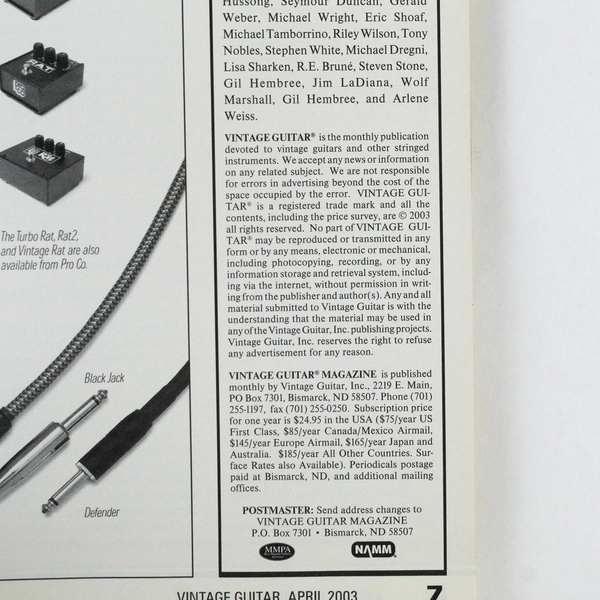 RAT
The Turbo Rat, Rat2,
and Vintage Rat are also
available from Pro Co.
Black Jack
Defender
Hussong, Seymour Duncan, Gerald
Weber, Michael Wright, Eric Shoaf,
Michael Tamborrino, Riley Wilson, Tony
Nobles, Stephen White, Michael Dregni,
Lisa Sharken, R.E. Bruné, Steven Stone,
Gil Hembree, Jim LaDiana, Wolf
Marshall, Gil Hembree, and Arlene
Weiss.
VINTAGE GUITAR® is the monthly publication
devoted to vintage guitars and other stringed
instruments. We accept any news or information
on any related subject. We are not responsible
for errors in advertising beyond the cost of the
space occupied by the error. VINTAGE GUI-
TAR® is a registered trade mark and all the
contents, including the price survey, are © 2003
all rights reserved. No part of VINTAGE GUI-
TAR® may be reproduced or transmitted in any
form or by any means, electronic or mechanical,
including photocopying, recording, or by any
information storage and retrieval system, includ-
ing via the internet, without permission in writ-
ing from the publisher and author(s). Any and all
material submitted to Vintage Guitar is with the
understanding that the material may be used in
any of the Vintage Guitar, Inc. publishing projects.
Vintage Guitar, Inc. reserves the right to refuse
any advertisement for any reason.
VINTAGE GUITAR® MAGAZINE is published
monthly by Vintage Guitar, Inc., 2219 E. Main,
PO Box 7301, Bismarck, ND 58507. Phone (701)
255-1197, fax (701) 255-0250. Subscription price
for one year is $24.95 in the USA ($75/year US
First Class, $85/year Canada/Mexico Airmail,
$145/year Europe Airmail, $165/year Japan and
Australia. $185/year All Other Countries. Sur-
face Rates also Available). Periodicals postage
paid at Bismarck, ND, and additional mailing
offices.
POSTMASTER: Send address changes to
VINTAGE GUITAR MAGAZINE
P.O. Box 7301 • Bismarck, ND 58507
MMPA
NAMM
VINTAGE GUITAR, APRIL 2003 7